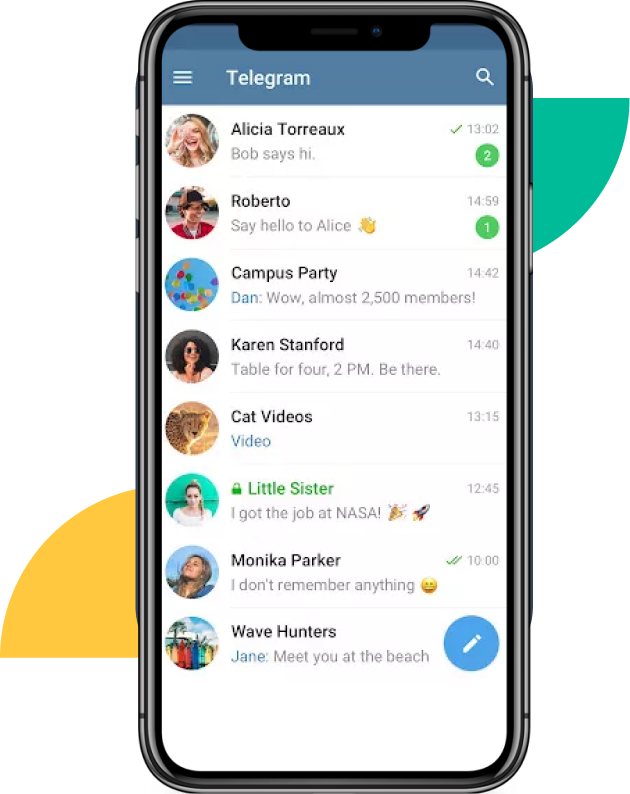 Telegram
Alicia Torreaux 13:02
Bob says hi. 2
Roberto 14:59
Say hello to Alice 👋 1
Campus Party 14:42
Dan: Wow, almost 2,500 members!
Karen Stanford 14:40
Table for four, 2 PM. Be there.
Cat Videos 13:15
Video
Little Sister 12:45
I got the job at NASA! 🎉 🚀
Monika Parker 10:00
I don't remember anything 😄
Wave Hunters
Jane: Meet you at the beach